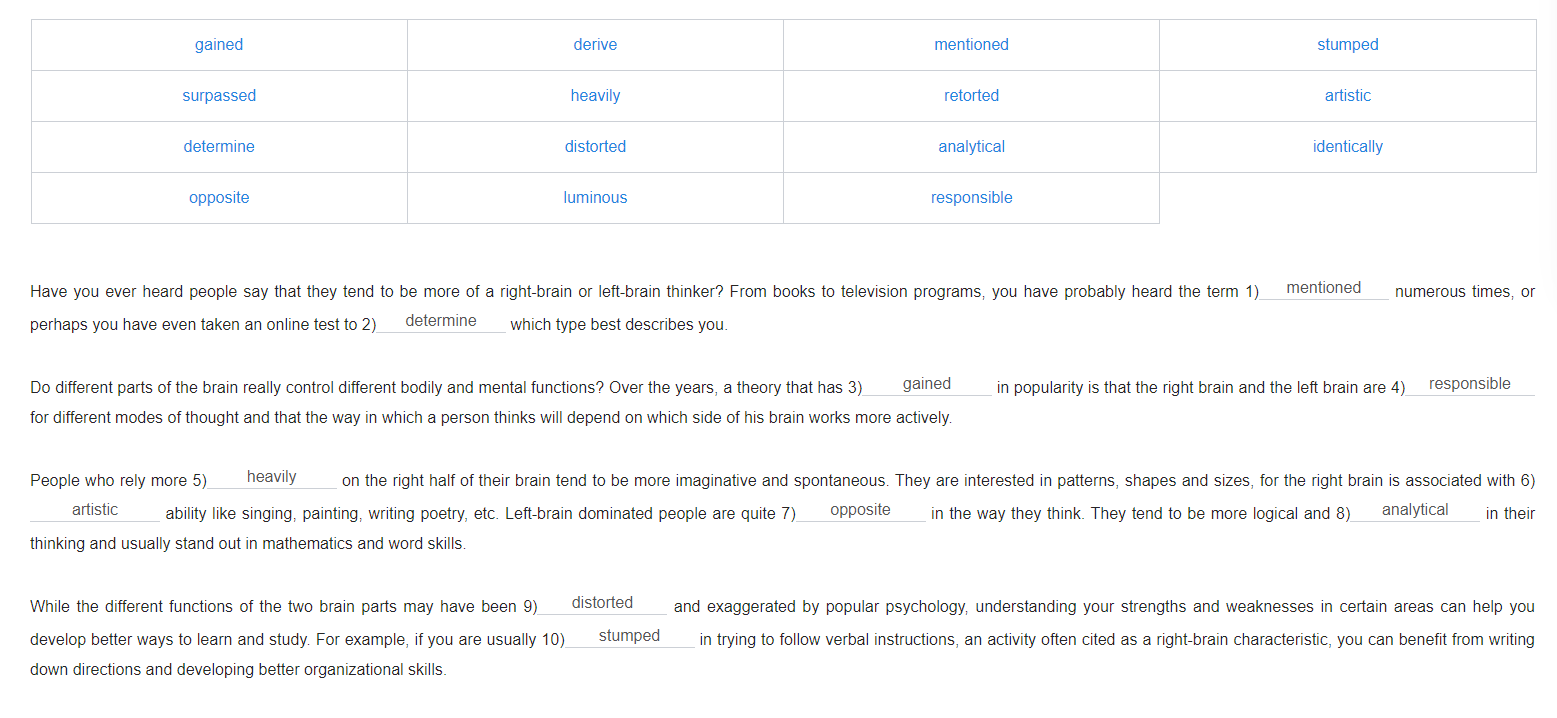 gained derive mentioned stumped
surpassed heavily retorted artistic
determine distorted analytical identically
opposite luminous responsible
Have you ever heard people say that they tend to be more of a right-brain or left-brain thinker? From books to television programs, you have probably heard the term 1) mentioned numerous times, or
perhaps you have even taken an online test to 2) determine which type best describes you.
Do different parts of the brain really control different bodily and mental functions? Over the years, a theory that has 3) gained in popularity is that the right brain and the left brain are 4) responsible
for different modes of thought and that the way in which a person thinks will depend on which side of his brain works more actively.
People who rely more 5) heavily on the right half of their brain tend to be more imaginative and spontaneous. They are interested in patterns, shapes and sizes, for the right brain is associated with 6)
artistic ability like singing, painting, writing poetry, etc. Left-brain dominated people are quite 7) opposite in the way they think. They tend to be more logical and 8) analytical in their
thinking and usually stand out in mathematics and word skills.
While the different functions of the two brain parts may have been 9) distorted and exaggerated by popular psychology, understanding your strengths and weaknesses in certain areas can help you
develop better ways to learn and study. For example, if you are usually 10) stumped in trying to follow verbal instructions, an activity often cited as a right-brain characteristic, you can benefit from writing
down directions and developing better organizational skills.